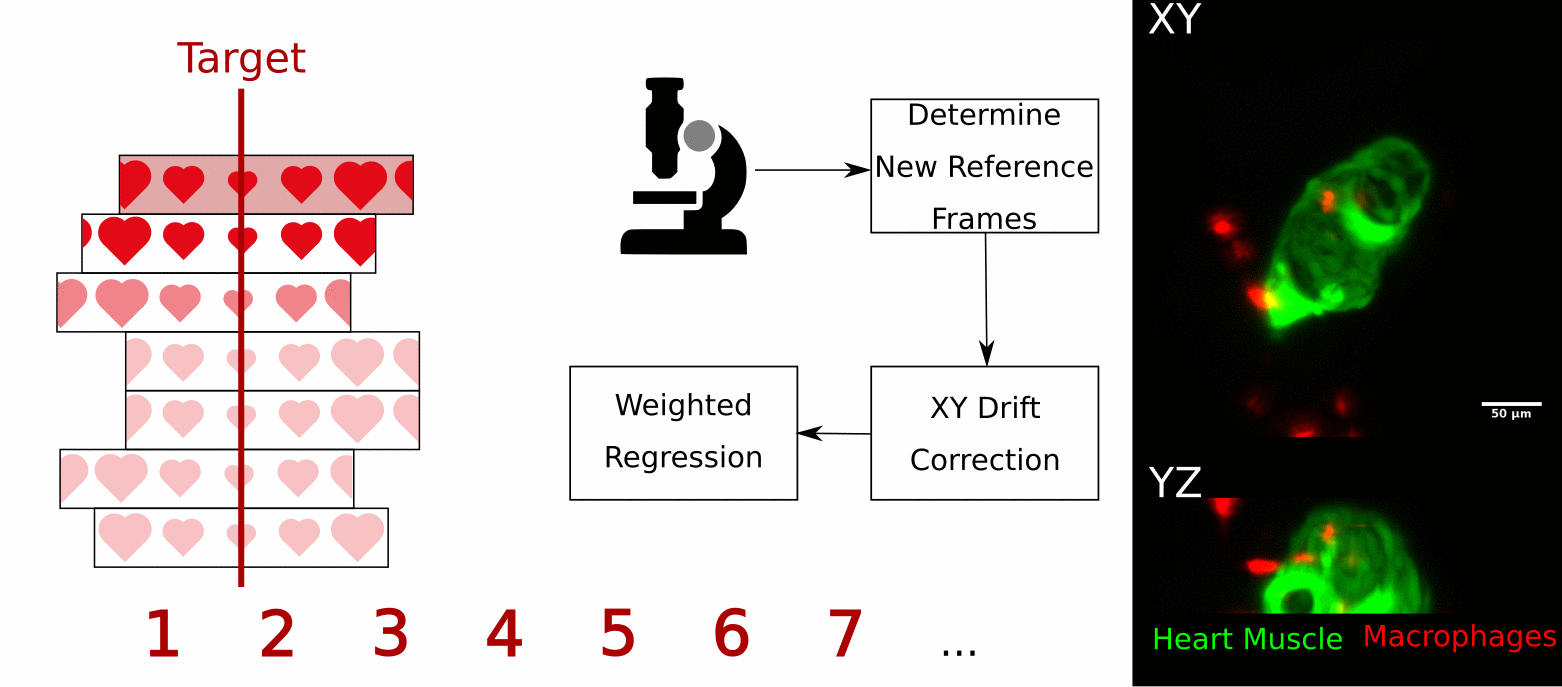 Target
Determine
New Reference
Frames
Weighted
Regression
XY Drift
Correction
1 2 3 4 5 6 7 ...
XY
50 µm
YZ
Heart Muscle Macrophages